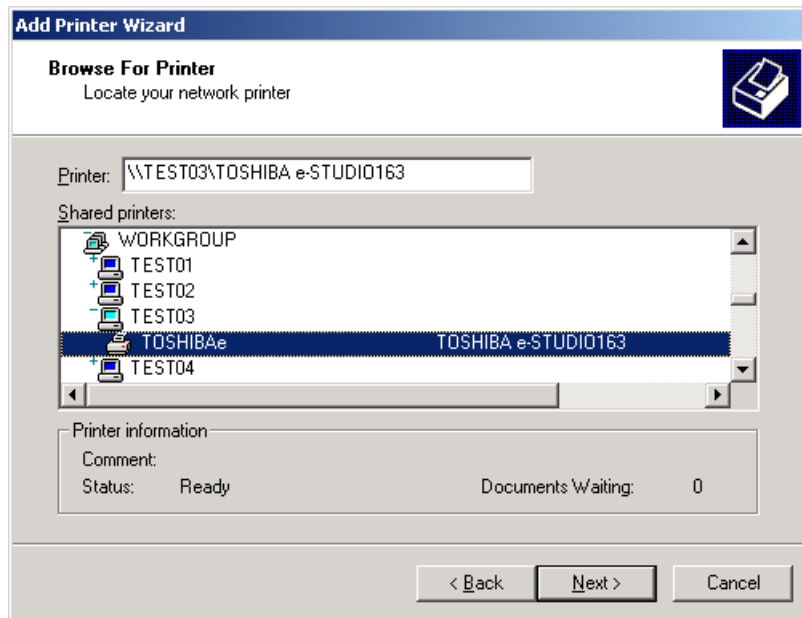 Add Printer Wizard
Browse For Printer
Locate your network printer
Printer: \\TEST03\TOSHIBA e-STUDIO163
Shared printers:
WORKGROUP
TEST01
TEST02
TEST03
TOSHIBAe TOSHIBA e-STUDIO163
TEST04
Printer information
Comment:
Status: Ready Documents Waiting: 0
< Back Next > Cancel